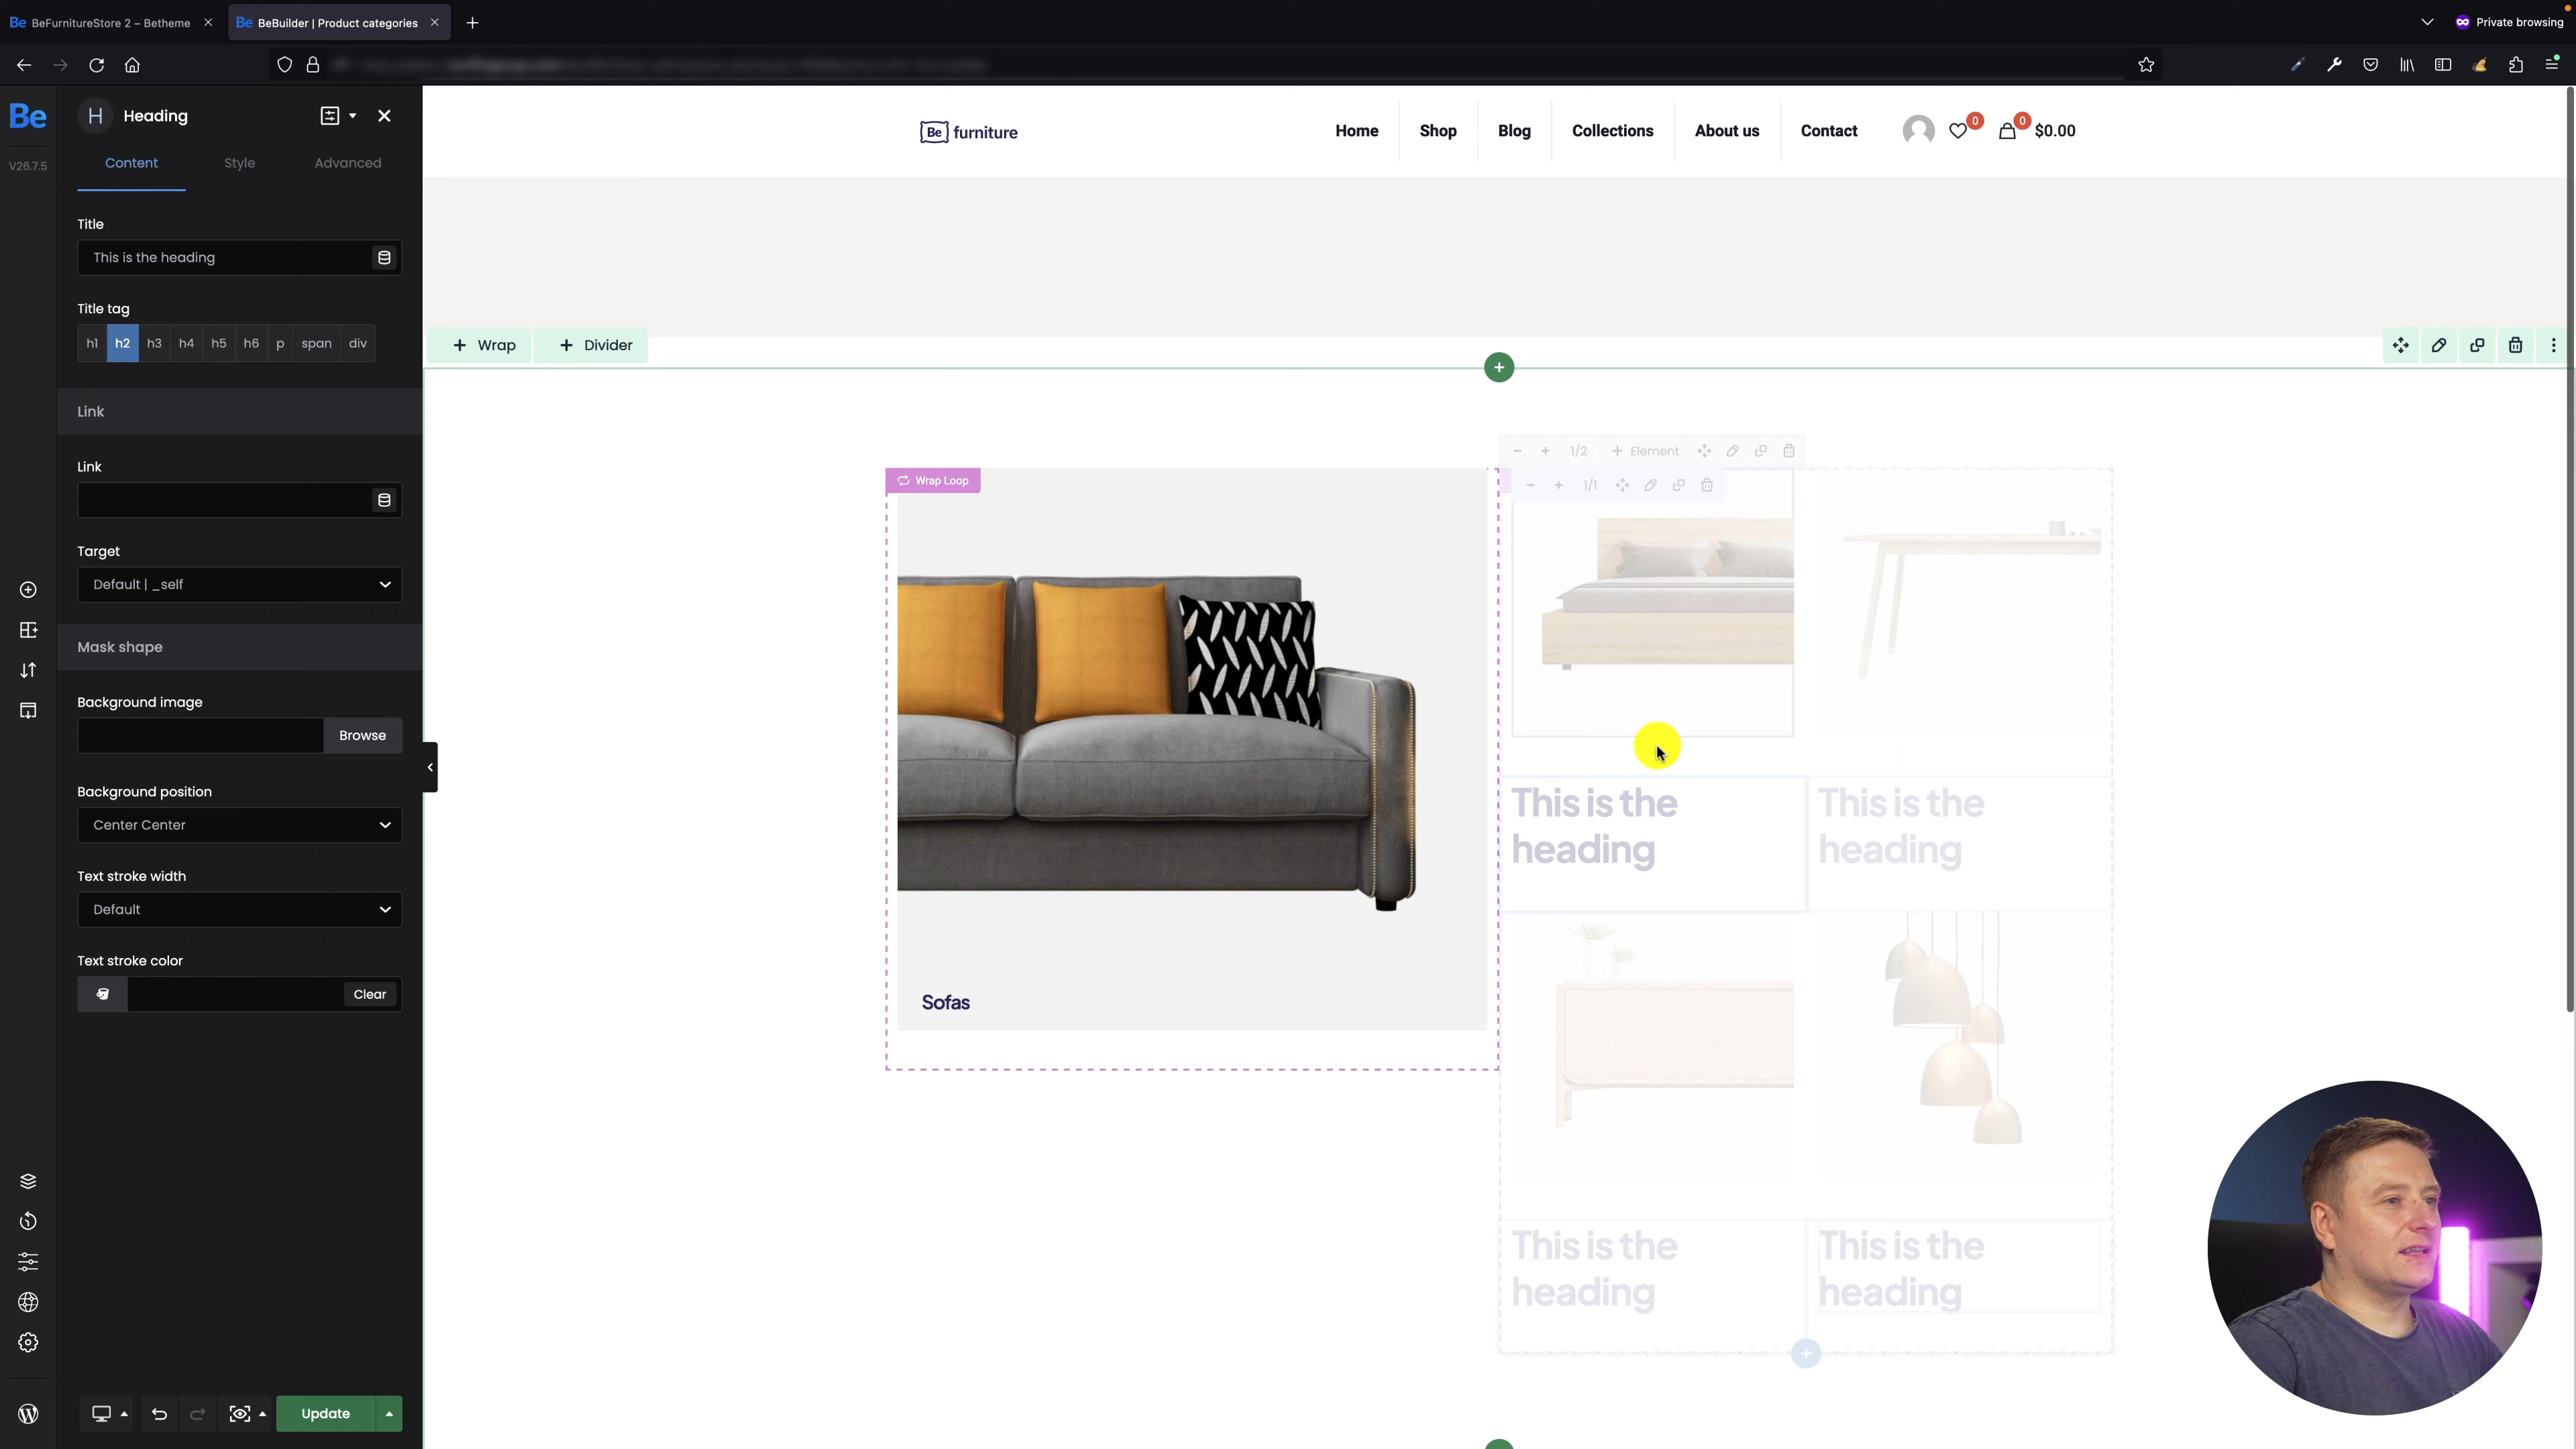 Be BeFurnitureStore 2 – Betheme
Be BeBuilder | Product categories
Private browsing
Be
V26.7.5
H Heading
Content Style Advanced
Title
This is the heading
Title tag
h1 h2 h3 h4 h5 h6 p span div
Link
Link
Target
Default | _self
Mask shape
Background image
Browse
Background position
Center Center
Text stroke width
Default
Text stroke color
Clear
Update
Be furniture
Home Shop Blog Collections About us Contact 0 0 $0.00
+ Wrap + Divider
1/2 + Element
Wrap Loop
1/1
This is the
heading
This is the
heading
Sofas
This is the
heading
This is the
heading